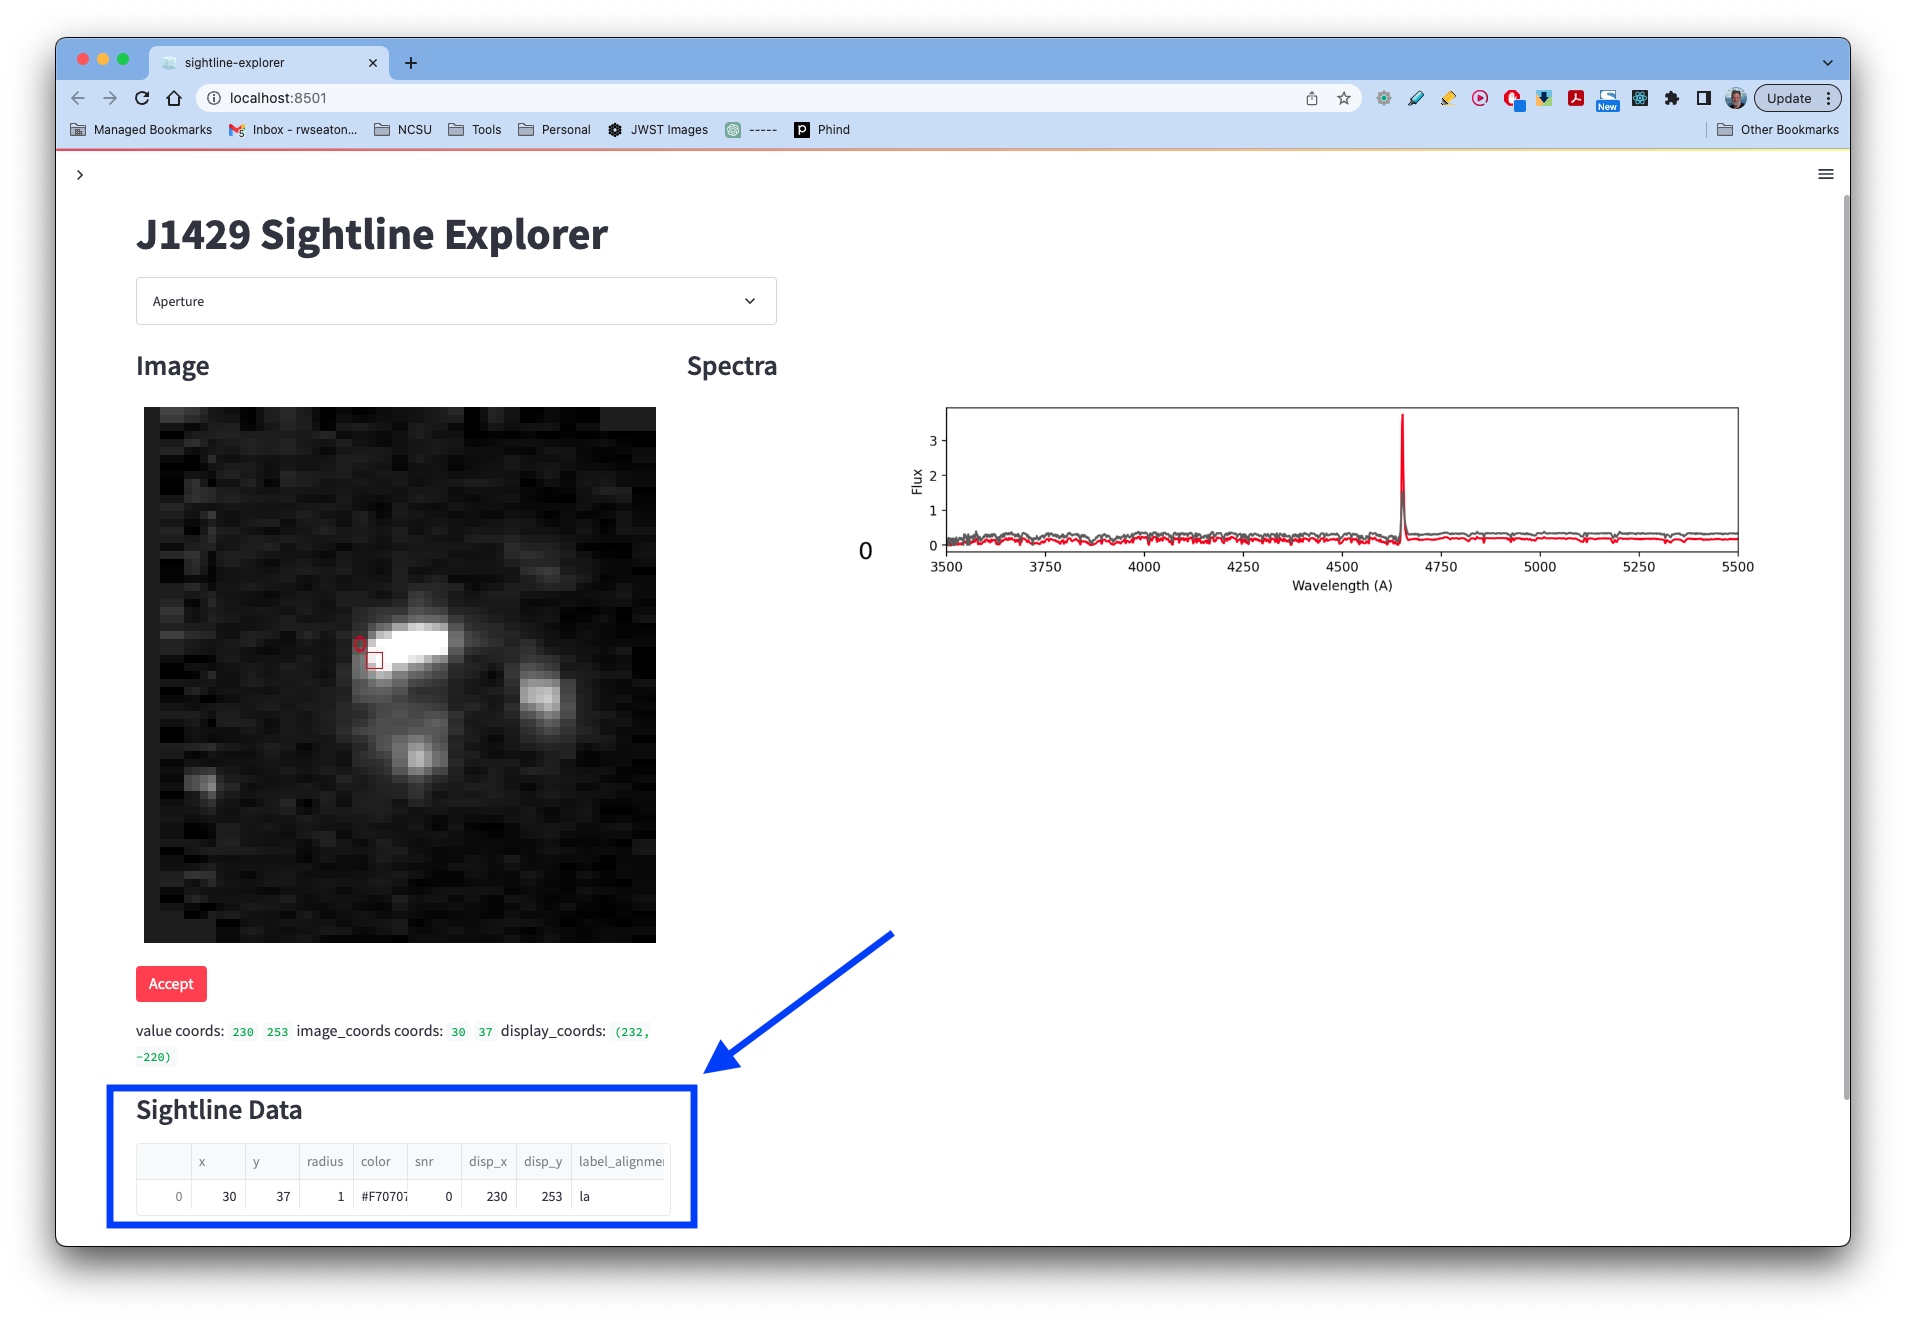 sightline-explorer
localhost:8501
New
Update
Managed Bookmarks
Inbox - rwseaton...
NCSU
Tools
Personal
JWST Images
-----
Phind
Other Bookmarks
J1429 Sightline Explorer
Aperture
Image
Spectra
0
0
Flux
3
2
1
0
3500 3750 4000 4250 4500 4750 5000 5250 5500
Wavelength (A)
Accept
value coords: 230 253 image_coords coords: 30 37 display_coords: (232,
-220)
Sightline Data
x y radius color snr disp_x disp_y label_alignme
0 30 37 1 #F70707 0 230 253 la